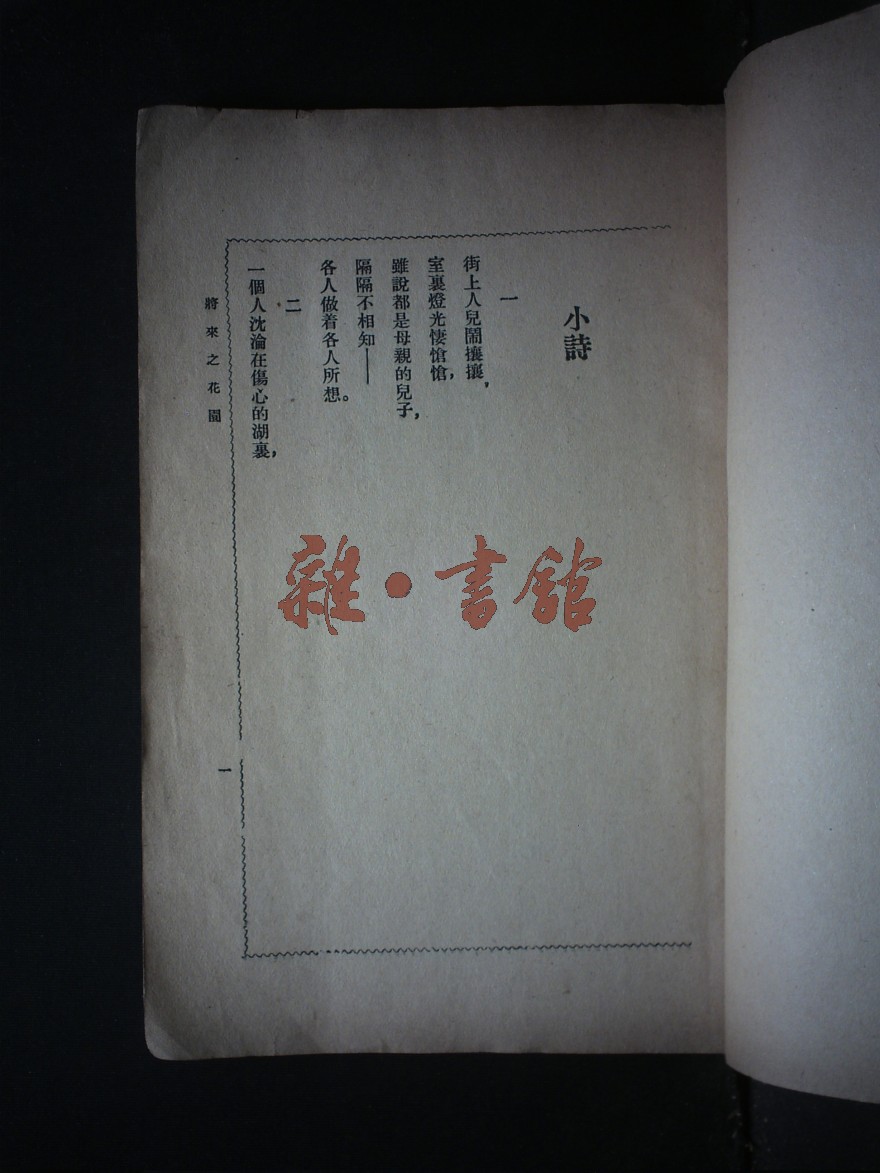 小詩
一
街上人兒鬧攘攘，
室裏燈光悽愴愴，
雖說都是母親的兒子，
隔隔不相知——
各人做着各人所想。
二
一個人沈淪在傷心的湖裏，
將來之花園
一
雜·書館